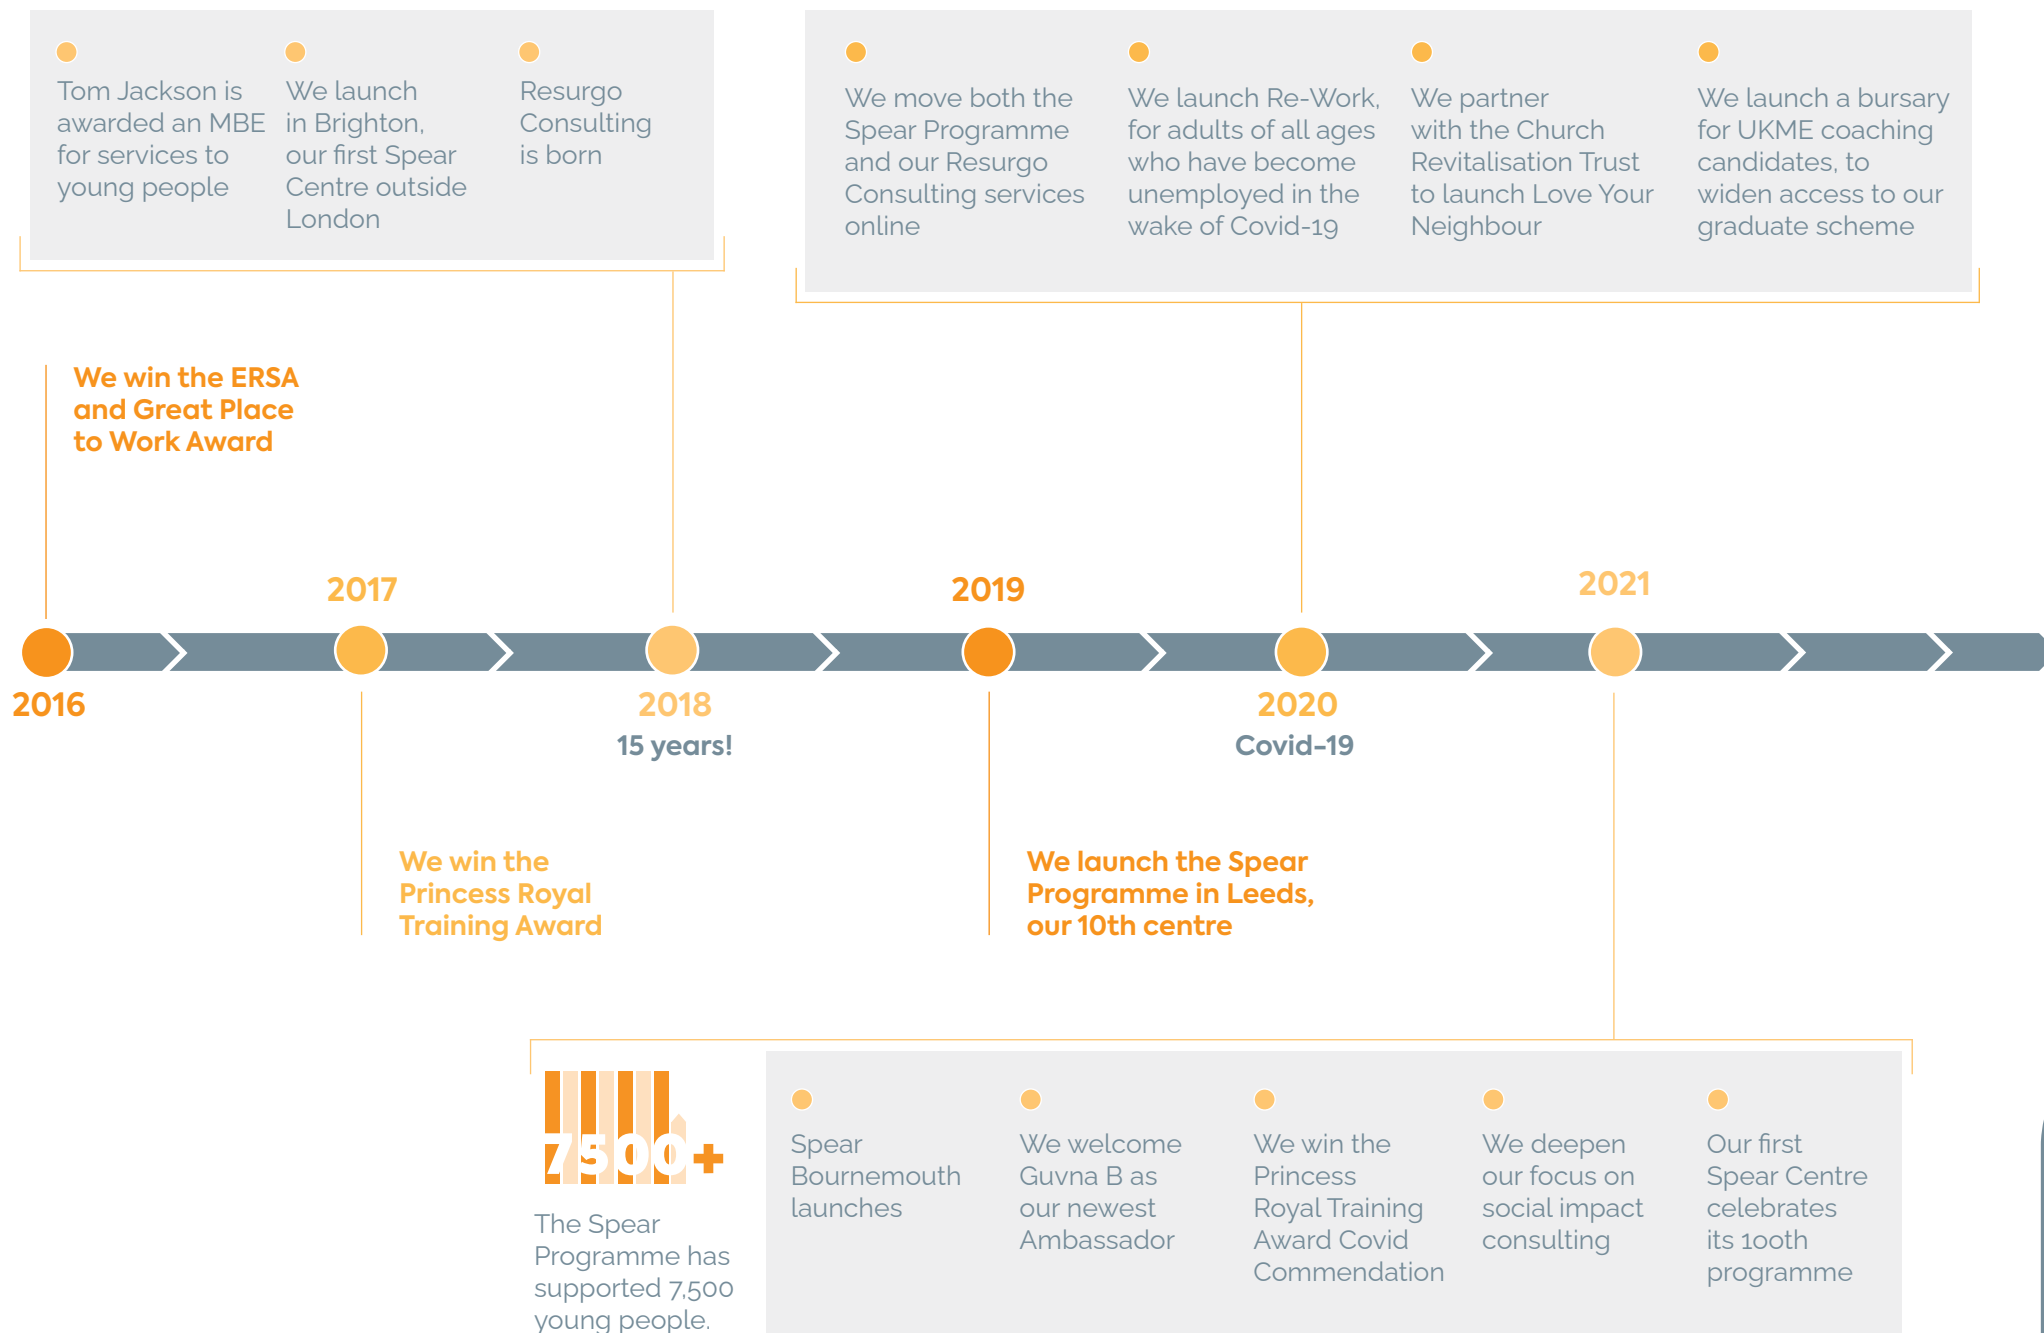 Tom Jackson is
awarded an MBE
for services to
young people
We launch
in Brighton,
our first Spear
Centre outside
London
Resurgo
Consulting
is born
We move both the
Spear Programme
and our Resurgo
Consulting services
online
We launch Re-Work,
for adults of all ages
who have become
unemployed in the
wake of Covid-19
We partner
with the Church
Revitalisation Trust
to launch Love Your
Neighbour
We launch a bursary
for UKME coaching
candidates, to
widen access to our
graduate scheme
We win the ERSA
and Great Place
to Work Award
2017
2019
2021
2016
2018
15 years!
2020
Covid-19
We win the
Princess Royal
Training Award
We launch the Spear
Programme in Leeds,
our 10th centre
7500+
The Spear
Programme has
supported 7,500
young people.
Spear
Bournemouth
launches
We welcome
Guvna B as
our newest
Ambassador
We win the
Princess
Royal Training
Award Covid
Commendation
We deepen
our focus on
social impact
consulting
Our first
Spear Centre
celebrates
its 100th
programme